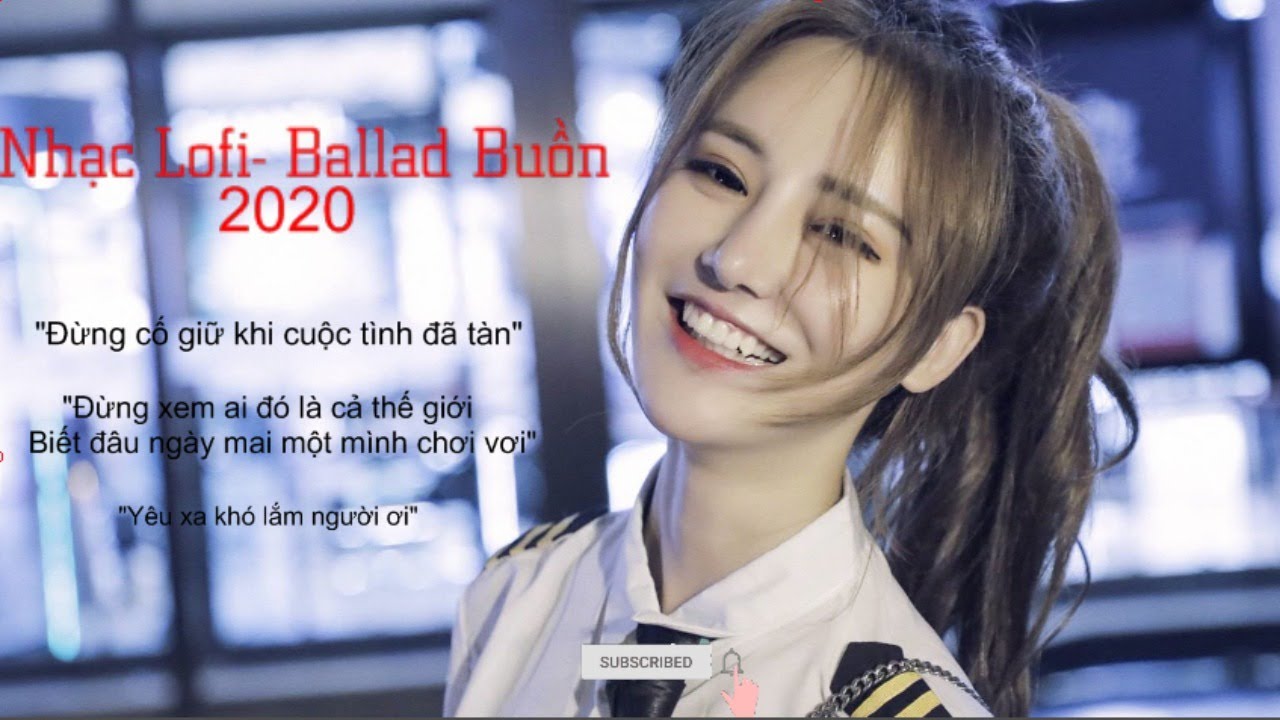 Nhạc Lofi- Ballad Buồn
2020
"Đừng cố giữ khi cuộc tình đã tàn"
"Đừng xem ai đó là cả thế giới
Biết đâu ngày mai một mình chơi vơi"
"Yêu xa khó lắm người ơi"
SUBSCRIBED